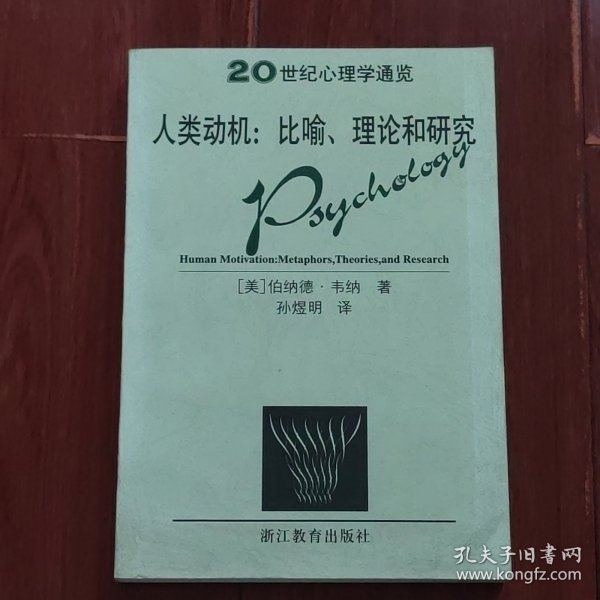 20世纪心理学通览
人类动机：比喻、理论和研究
Psychology
Human Motivation:Metaphors,Theories,and Research
[美]伯纳德·韦纳 著
孙煜明 译
浙江教育出版社
孔夫子旧书网
www.kongfz.com